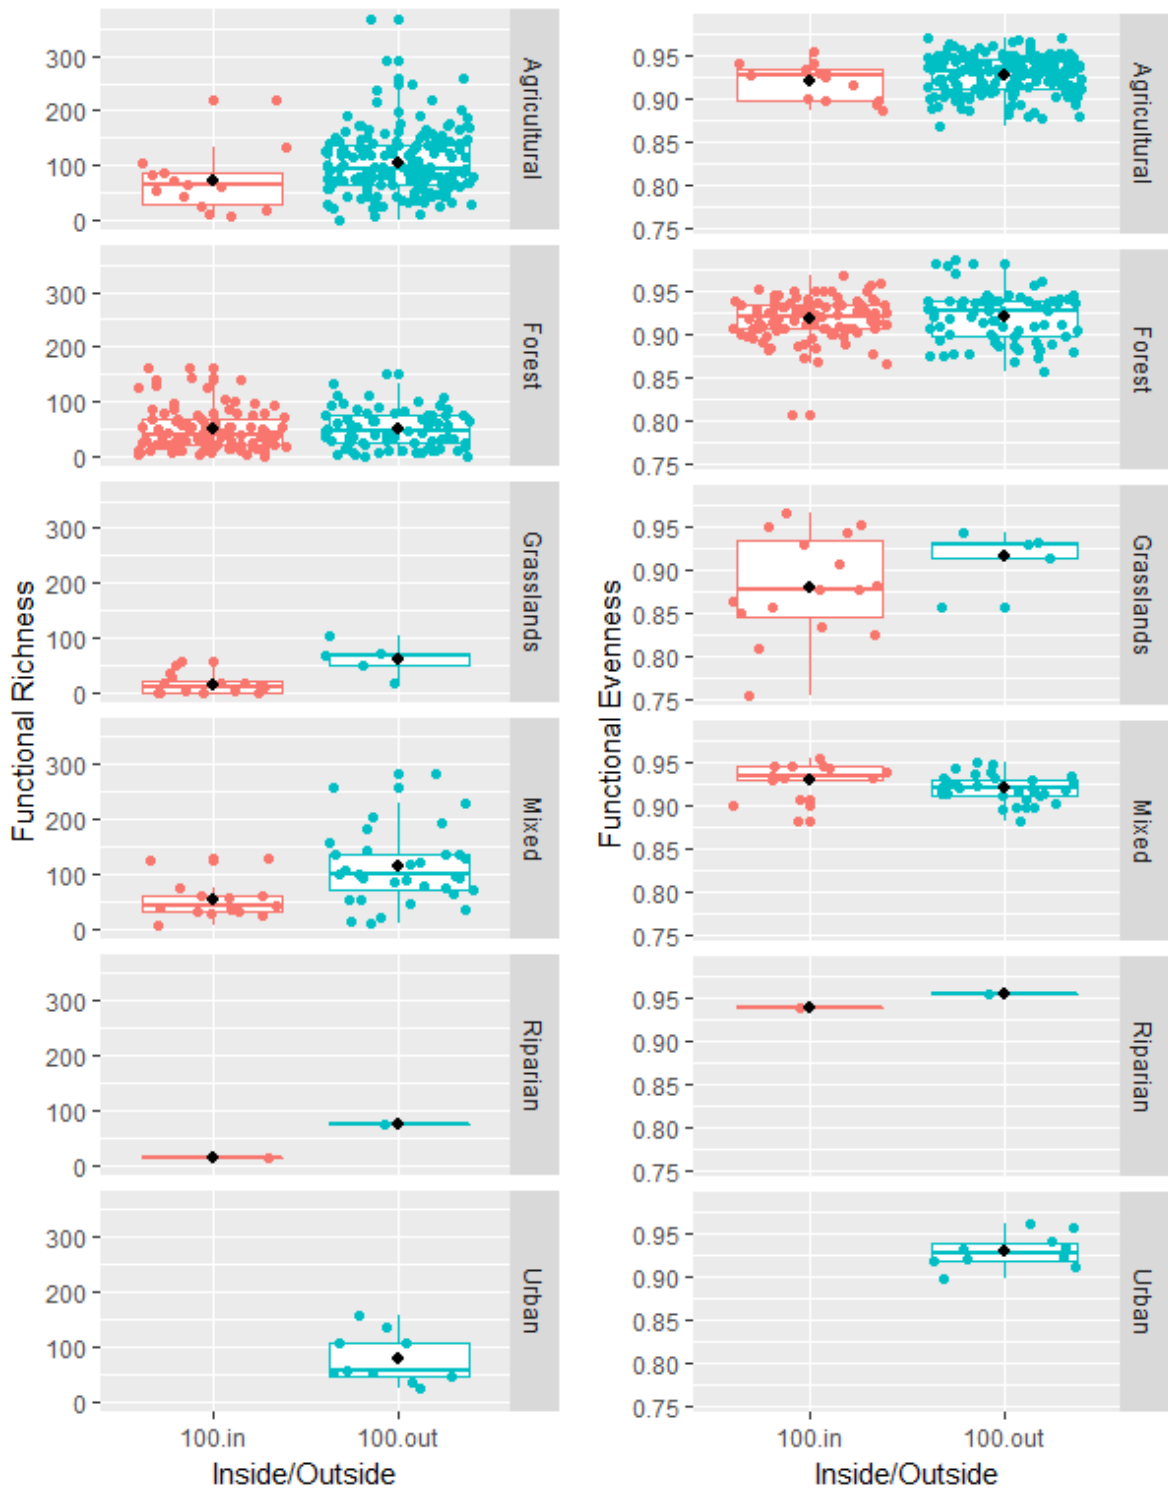 Functional Richness
300
200
100
0
Agricultural
300
200
100
0
Forest
300
200
100
0
Grasslands
300
200
100
0
Mixed
300
200
100
0
Riparian
300
200
100
0
Urban
100.in
100.out
Inside/Outside
Functional Evenness
0.95
0.90
0.85
0.80
0.75
Agricultural
0.95
0.90
0.85
0.80
0.75
Forest
0.95
0.90
0.85
0.80
0.75
Grasslands
0.95
0.90
0.85
0.80
0.75
Mixed
0.95
0.90
0.85
0.80
0.75
Riparian
0.95
0.90
0.85
0.80
0.75
Urban
100.in
100.out
Inside/Outside